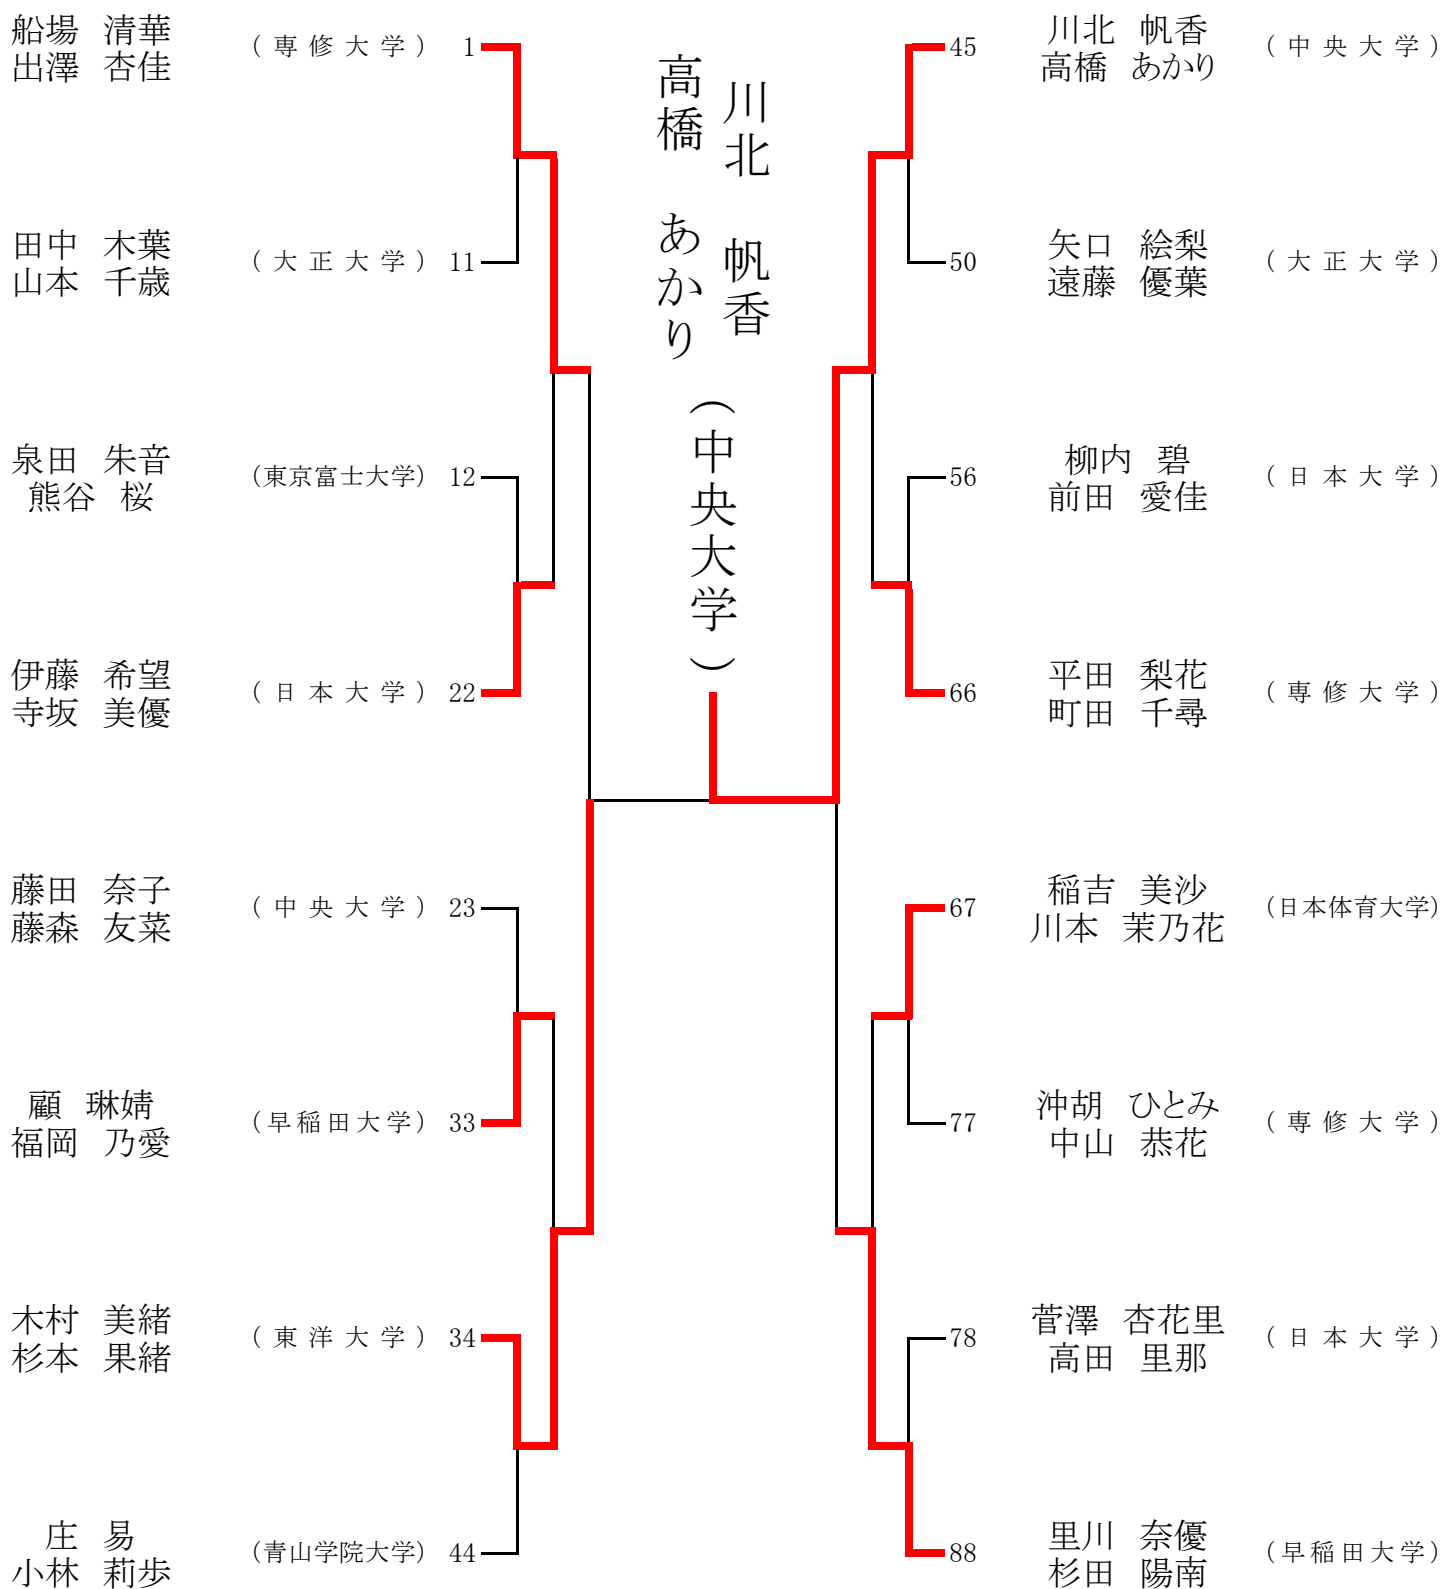 船場 清華
出澤 杏佳
(専修大学) 1
田中 木葉
山本 千歳
(大正大学) 11
泉田 朱音
熊谷 桜
(東京富士大学) 12
伊藤 希望
寺坂 美優
(日本大学) 22
藤田 奈子
藤森 友菜
(中央大学) 23
顧 琳婧
福岡 乃愛
(早稲田大学) 33
木村 美緒
杉本 果緒
(東洋大学) 34
庄 易
小林 莉歩
(青山学院大学) 44
川北 帆香
高橋 あかり
(中央大学)
45 川北 帆香
高橋 あかり
(中央大学)
50 矢口 絵梨
遠藤 優葉
(大正大学)
56 柳内 碧
前田 愛佳
(日本大学)
66 平田 梨花
町田 千尋
(専修大学)
67 稲吉 美沙
川本 茉乃花
(日本体育大学)
77 沖胡 ひとみ
中山 恭花
(専修大学)
78 菅澤 杏花里
高田 里那
(日本大学)
88 里川 奈優
杉田 陽南
(早稲田大学)